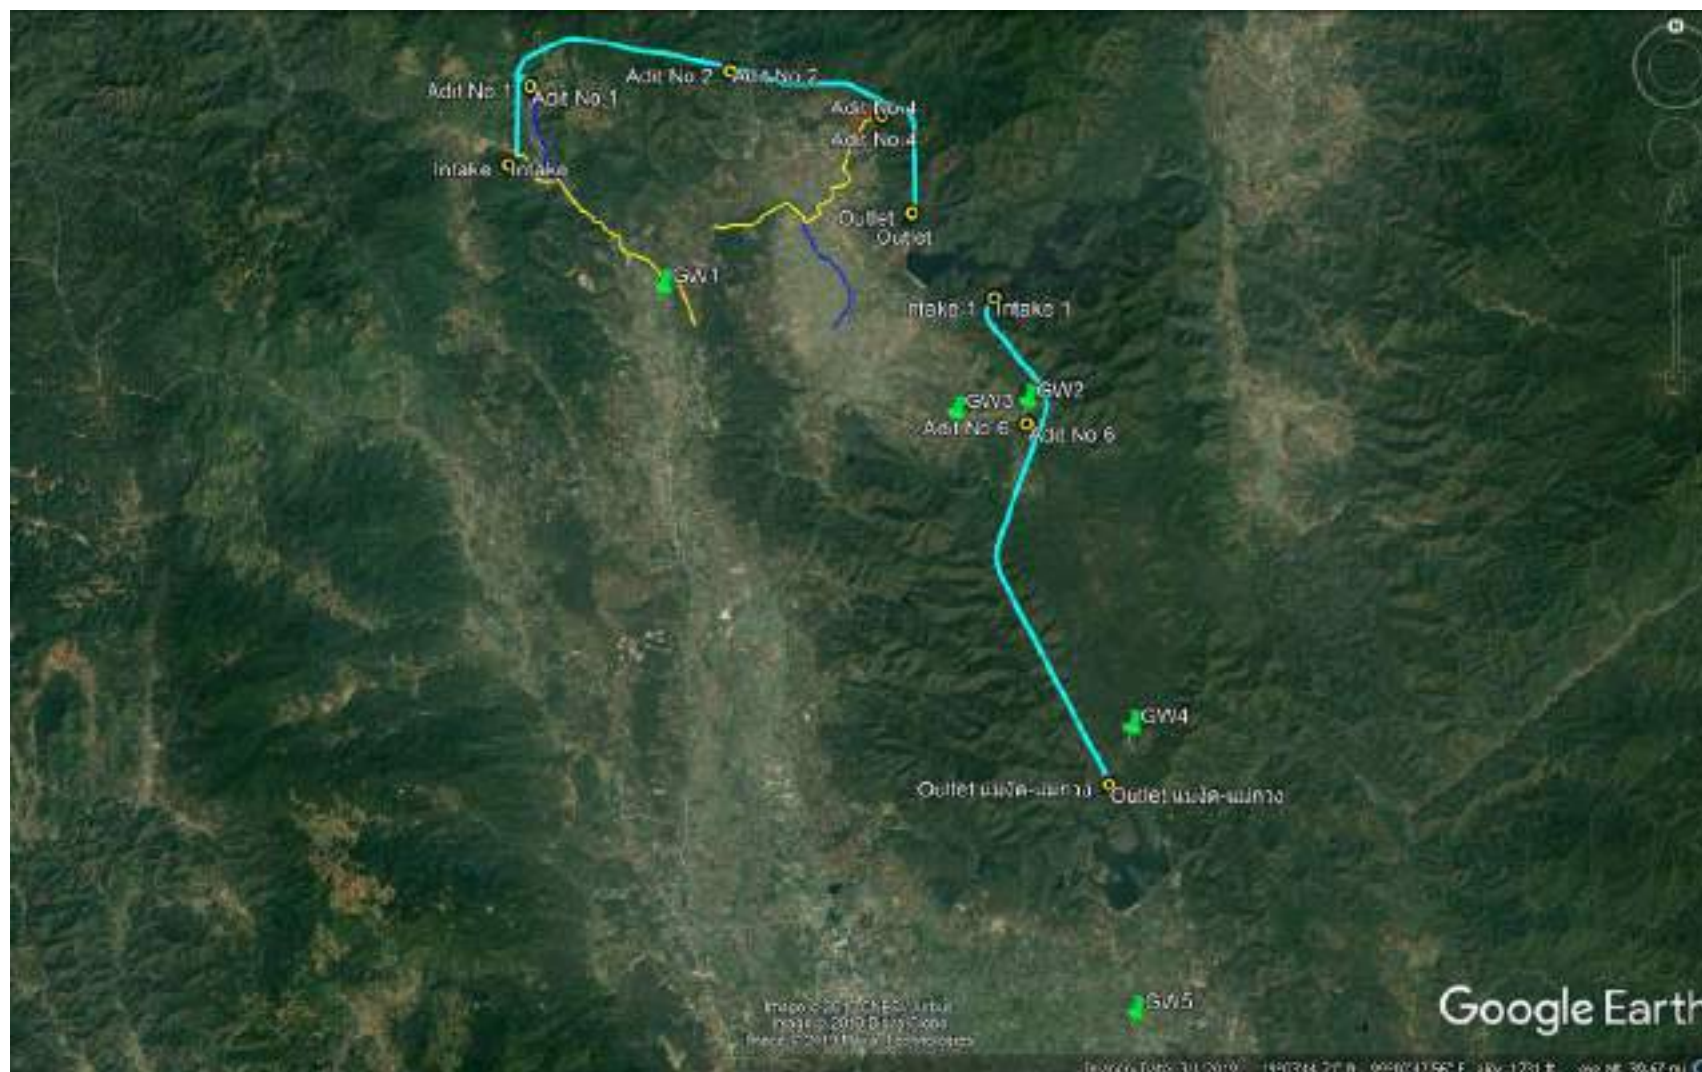 Adit No.2
Adit No.2
Adit No.1
Adit No.1
Adit No.4
Adit No.4
Intake
Intake
Outlet
Outlet
GW1
Intake 1
Intake 1
GW2
GW3
Adit No.6
Adit No.6
GW4
Outlet แม่งัด-แม่กวง
Outlet แม่งัด-แม่กวง
GW5
Google Earth